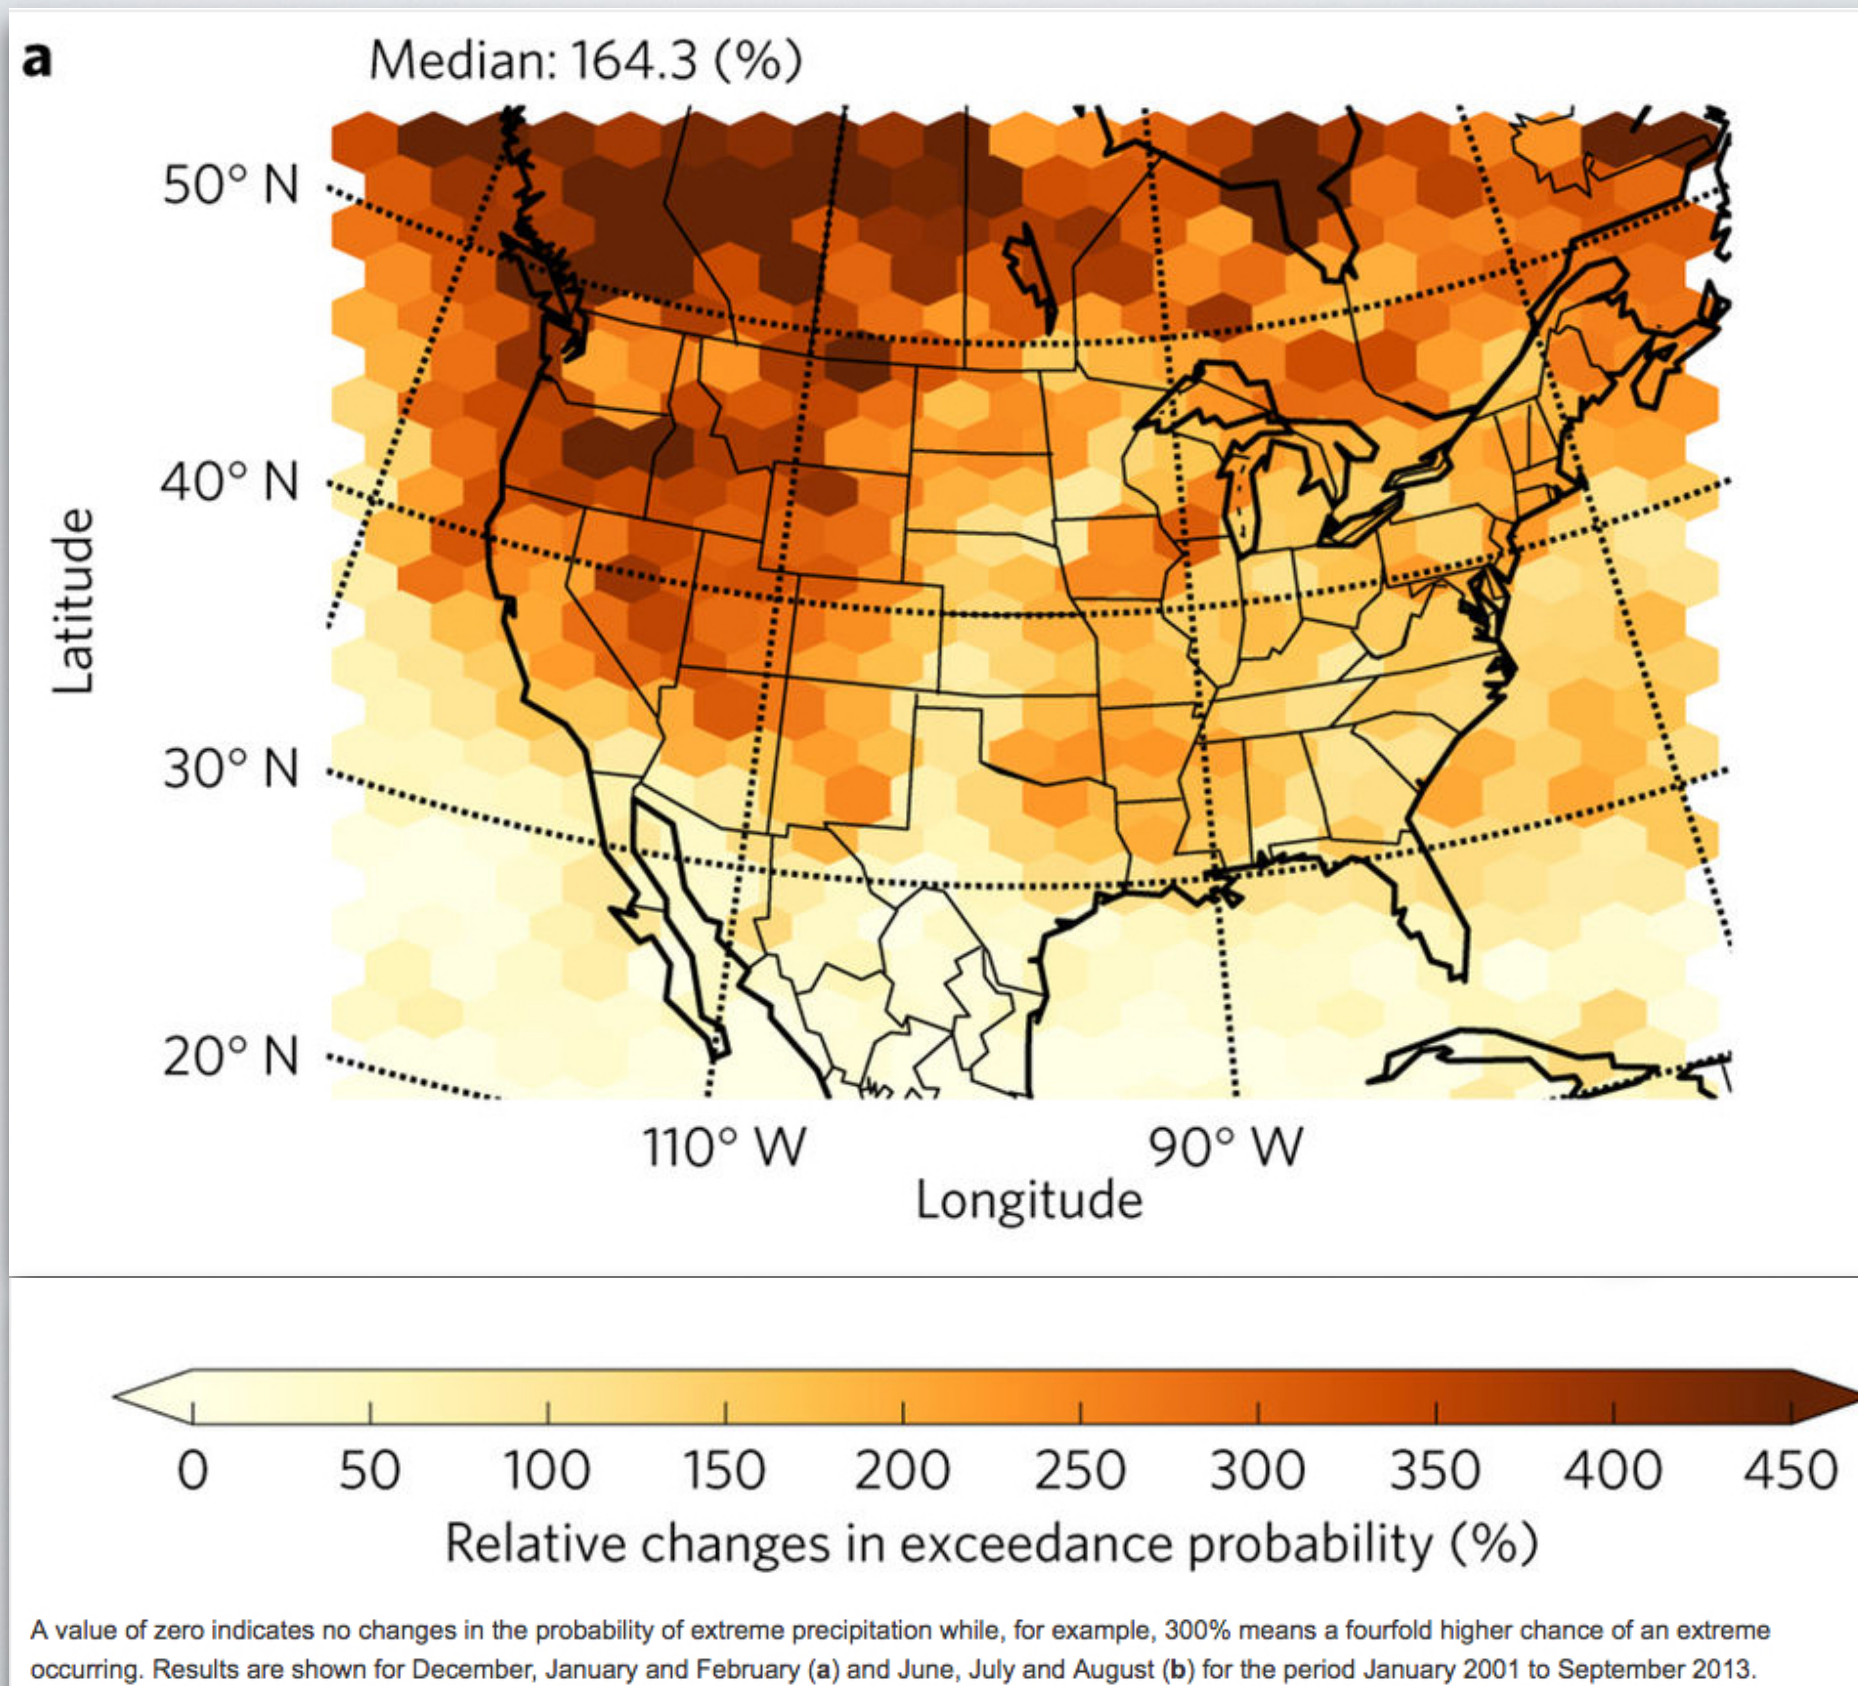 a
Median: 164.3 (%)
50° N
40° N
30° N
20° N
Latitude
110° W
90° W
Longitude
0 50 100 150 200 250 300 350 400 450
Relative changes in exceedance probability (%)
A value of zero indicates no changes in the probability of extreme precipitation while, for example, 300% means a fourfold higher chance of an extreme
occurring. Results are shown for December, January and February (a) and June, July and August (b) for the period January 2001 to September 2013.